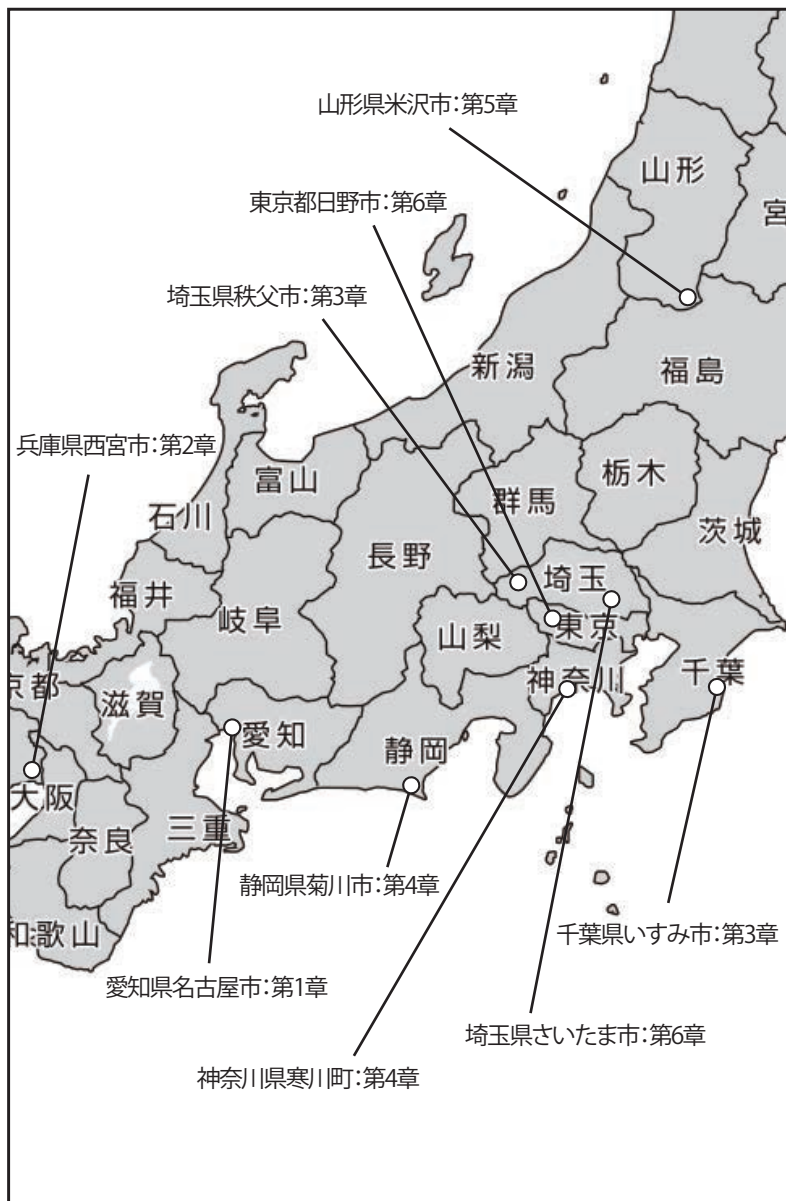 山形県米沢市：第5章
山形
東京都日野市：第6章
宮
埼玉県秩父市：第3章
新潟
福島
兵庫県西宮市：第2章
富山
群馬
栃木
石川
茨城
長野
福井
埼玉
岐阜
山梨
東京
京都
滋賀
神奈川
千葉
愛知
静岡
大阪
奈良
三重
静岡県菊川市：第4章
和歌山
千葉県いすみ市：第3章
愛知県名古屋市：第1章
埼玉県さいたま市：第6章
神奈川県寒川町：第4章